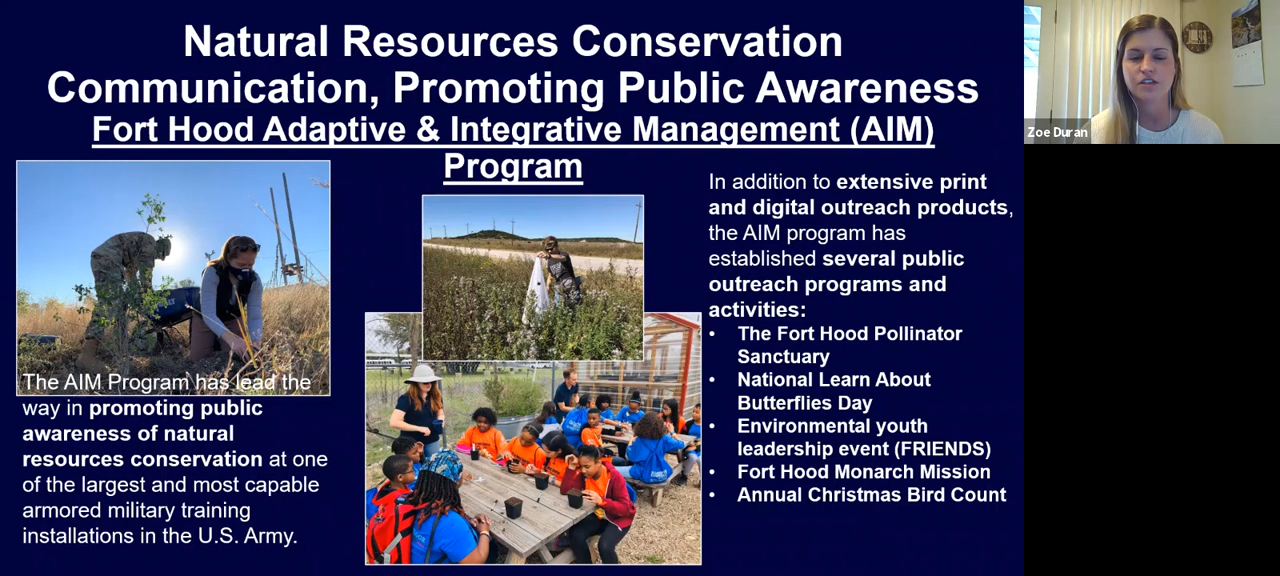 Natural Resources Conservation
Communication, Promoting Public Awareness
Fort Hood Adaptive & Integrative Management (AIM)
Program
Zoe Duran
The AIM Program has lead the
way in promoting public
awareness of natural
resources conservation at one
of the largest and most capable
armored military training
installations in the U.S. Army.
In addition to extensive print
and digital outreach products,
the AIM program has
established several public
outreach programs and
activities:
• The Fort Hood Pollinator
Sanctuary
• National Learn About
Butterflies Day
• Environmental youth
leadership event (FRIENDS)
• Fort Hood Monarch Mission
• Annual Christmas Bird Count